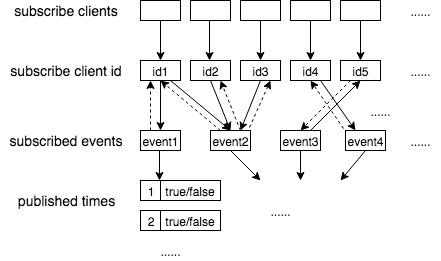 subscribe clients ......
subscribe client id id1 id2 id3 id4 id5 ......
......
subscribed events event1 event2 event3 event4 ......
published times 1 true/false
......
2 true/false
......